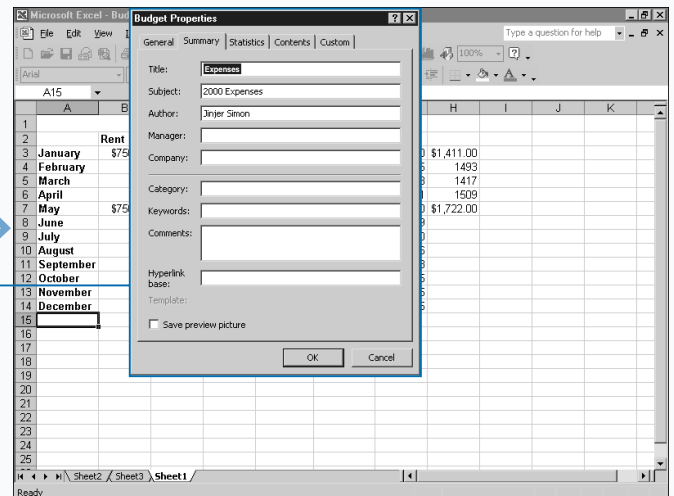 Microsoft Excel - Bud
Budget Properties
File Edit View
Type a question for help
General Summary Statistics Contents Custom
100%
Arial
Title: Expenses
A15
Subject: 2000 Expenses
A B H I J K
Author: Jinjer Simon
1
2 Rent
Manager:
3 January $750 $1,411.00
Company:
4 February 1493
5 March 1417
Category:
6 April 1509
7 May $750 $1,722.00
Keywords:
8 June
Comments:
9 July
10 August
11 September
12 October
Hyperlink
base:
13 November
Template:
14 December
15
Save preview picture
16
17
OK Cancel
18
19
20
21
22
23
24
25
Sheet2 Sheet3 Sheet1
Ready